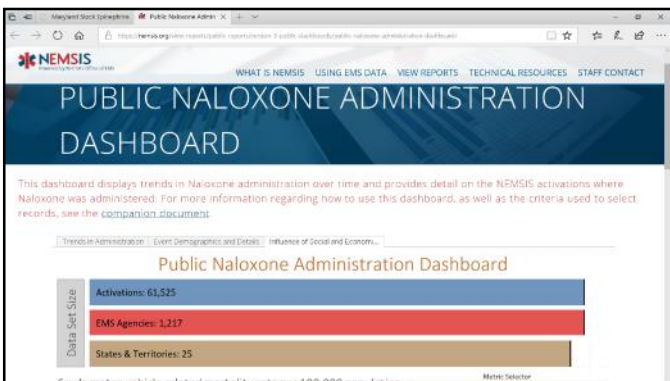 Maryland Stock Epinephrine
Public Naloxone Admin
NEMSIS
WHAT IS NEMSIS USING EMS DATA VIEW REPORTS TECHNICAL RESOURCES STAFF CONTACT
PUBLIC NALOXONE ADMINISTRATION
DASHBOARD
This dashboard displays trends in Naloxone administration over time and provides detail on the NEMSIS activations where
Naloxone was administered. For more information regarding how to use this dashboard, as well as the criteria used to select
records, see the companion document.
Trends in Administration Event Demographics and Details Influence of Social and Economi...
Public Naloxone Administration Dashboard
Data Set Size
Activations: 61,525
EMS Agencies: 1,217
States & Territories: 25
Metric Selector